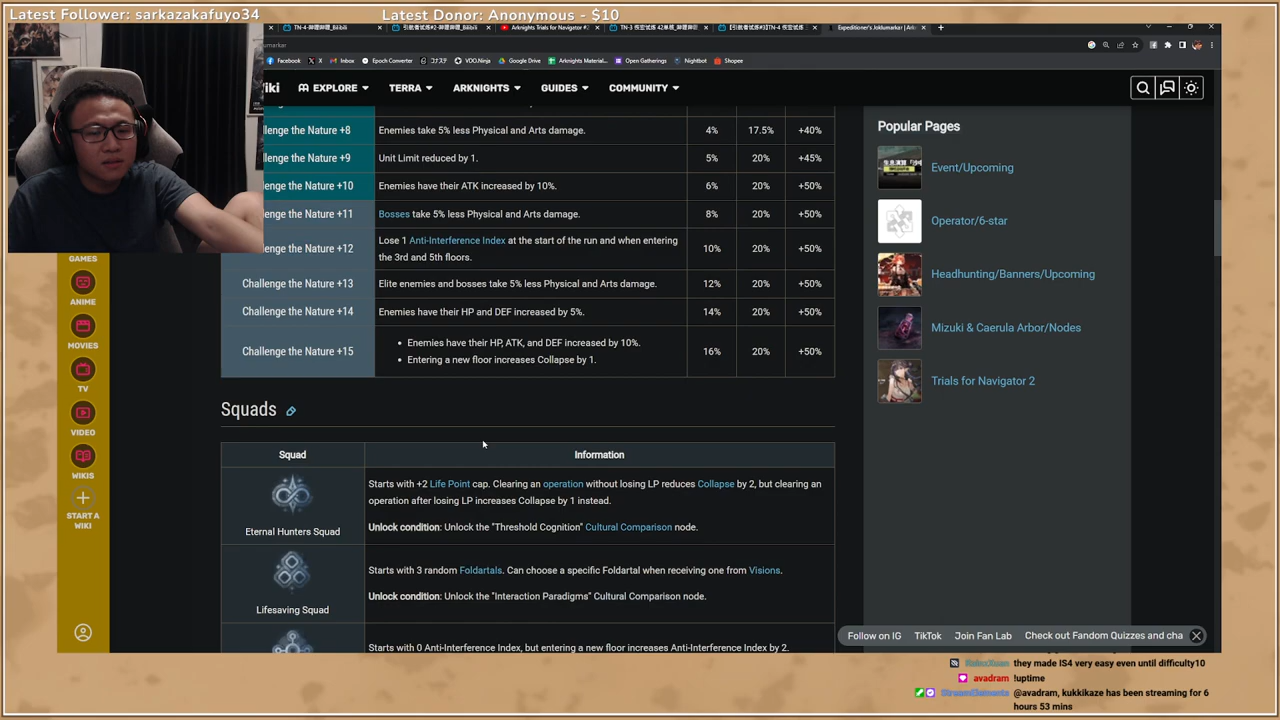 Latest Follower: sarkazakafuyo34
Latest Donor: Anonymous - $10
Expeditioner's Joklumarkar | Ar
Facebook
X
Inbox
Epoch Converter
VDO.Ninja
Google Drive
Arknights Material...
Open Gatherings
Nightbot
Shopee
iki
EXPLORE
TERRA
ARKNIGHTS
GUIDES
COMMUNITY
lenge the Nature +8
Enemies take 5% less Physical and Arts damage.
4%
17.5%
+40%
lenge the Nature +9
Unit Limit reduced by 1.
5%
20%
+45%
lenge the Nature +10
Enemies have their ATK increased by 10%.
6%
20%
+50%
lenge the Nature +11
Bosses take 5% less Physical and Arts damage.
8%
20%
+50%
lenge the Nature +12
Lose 1 Anti-Interference Index at the start of the run and when entering
the 3rd and 5th floors.
10%
20%
+50%
Challenge the Nature +13
Elite enemies and bosses take 5% less Physical and Arts damage.
12%
20%
+50%
Challenge the Nature +14
Enemies have their HP and DEF increased by 5%.
14%
20%
+50%
Challenge the Nature +15
• Enemies have their HP, ATK, and DEF increased by 10%.
• Entering a new floor increases Collapse by 1.
16%
20%
+50%
Squads
Squad
Information
Eternal Hunters Squad
Starts with +2 Life Point cap. Clearing an operation without losing LP reduces Collapse by 2, but clearing an
operation after losing LP increases Collapse by 1 instead.
Unlock condition: Unlock the "Threshold Cognition" Cultural Comparison node.
Lifesaving Squad
Starts with 3 random Foldartals. Can choose a specific Foldartal when receiving one from Visions.
Unlock condition: Unlock the "Interaction Paradigms" Cultural Comparison node.
Starts with 0 Anti-Interference Index, but entering a new floor increases Anti-Interference Index by 2.
Popular Pages
Event/Upcoming
Operator/6-star
Headhunting/Banners/Upcoming
Mizuki & Caerula Arbor/Nodes
Trials for Navigator 2
GAMES
ANIME
MOVIES
TV
VIDEO
WIKIS
START A
WIKI
Follow on IG
TikTok
Join Fan Lab
Check out Fandom Quizzes and cha
they made IS4 very easy even until difficulty10
avadram !uptime
StreamElements @avadram, kukkikaze has been streaming for 6
hours 53 mins